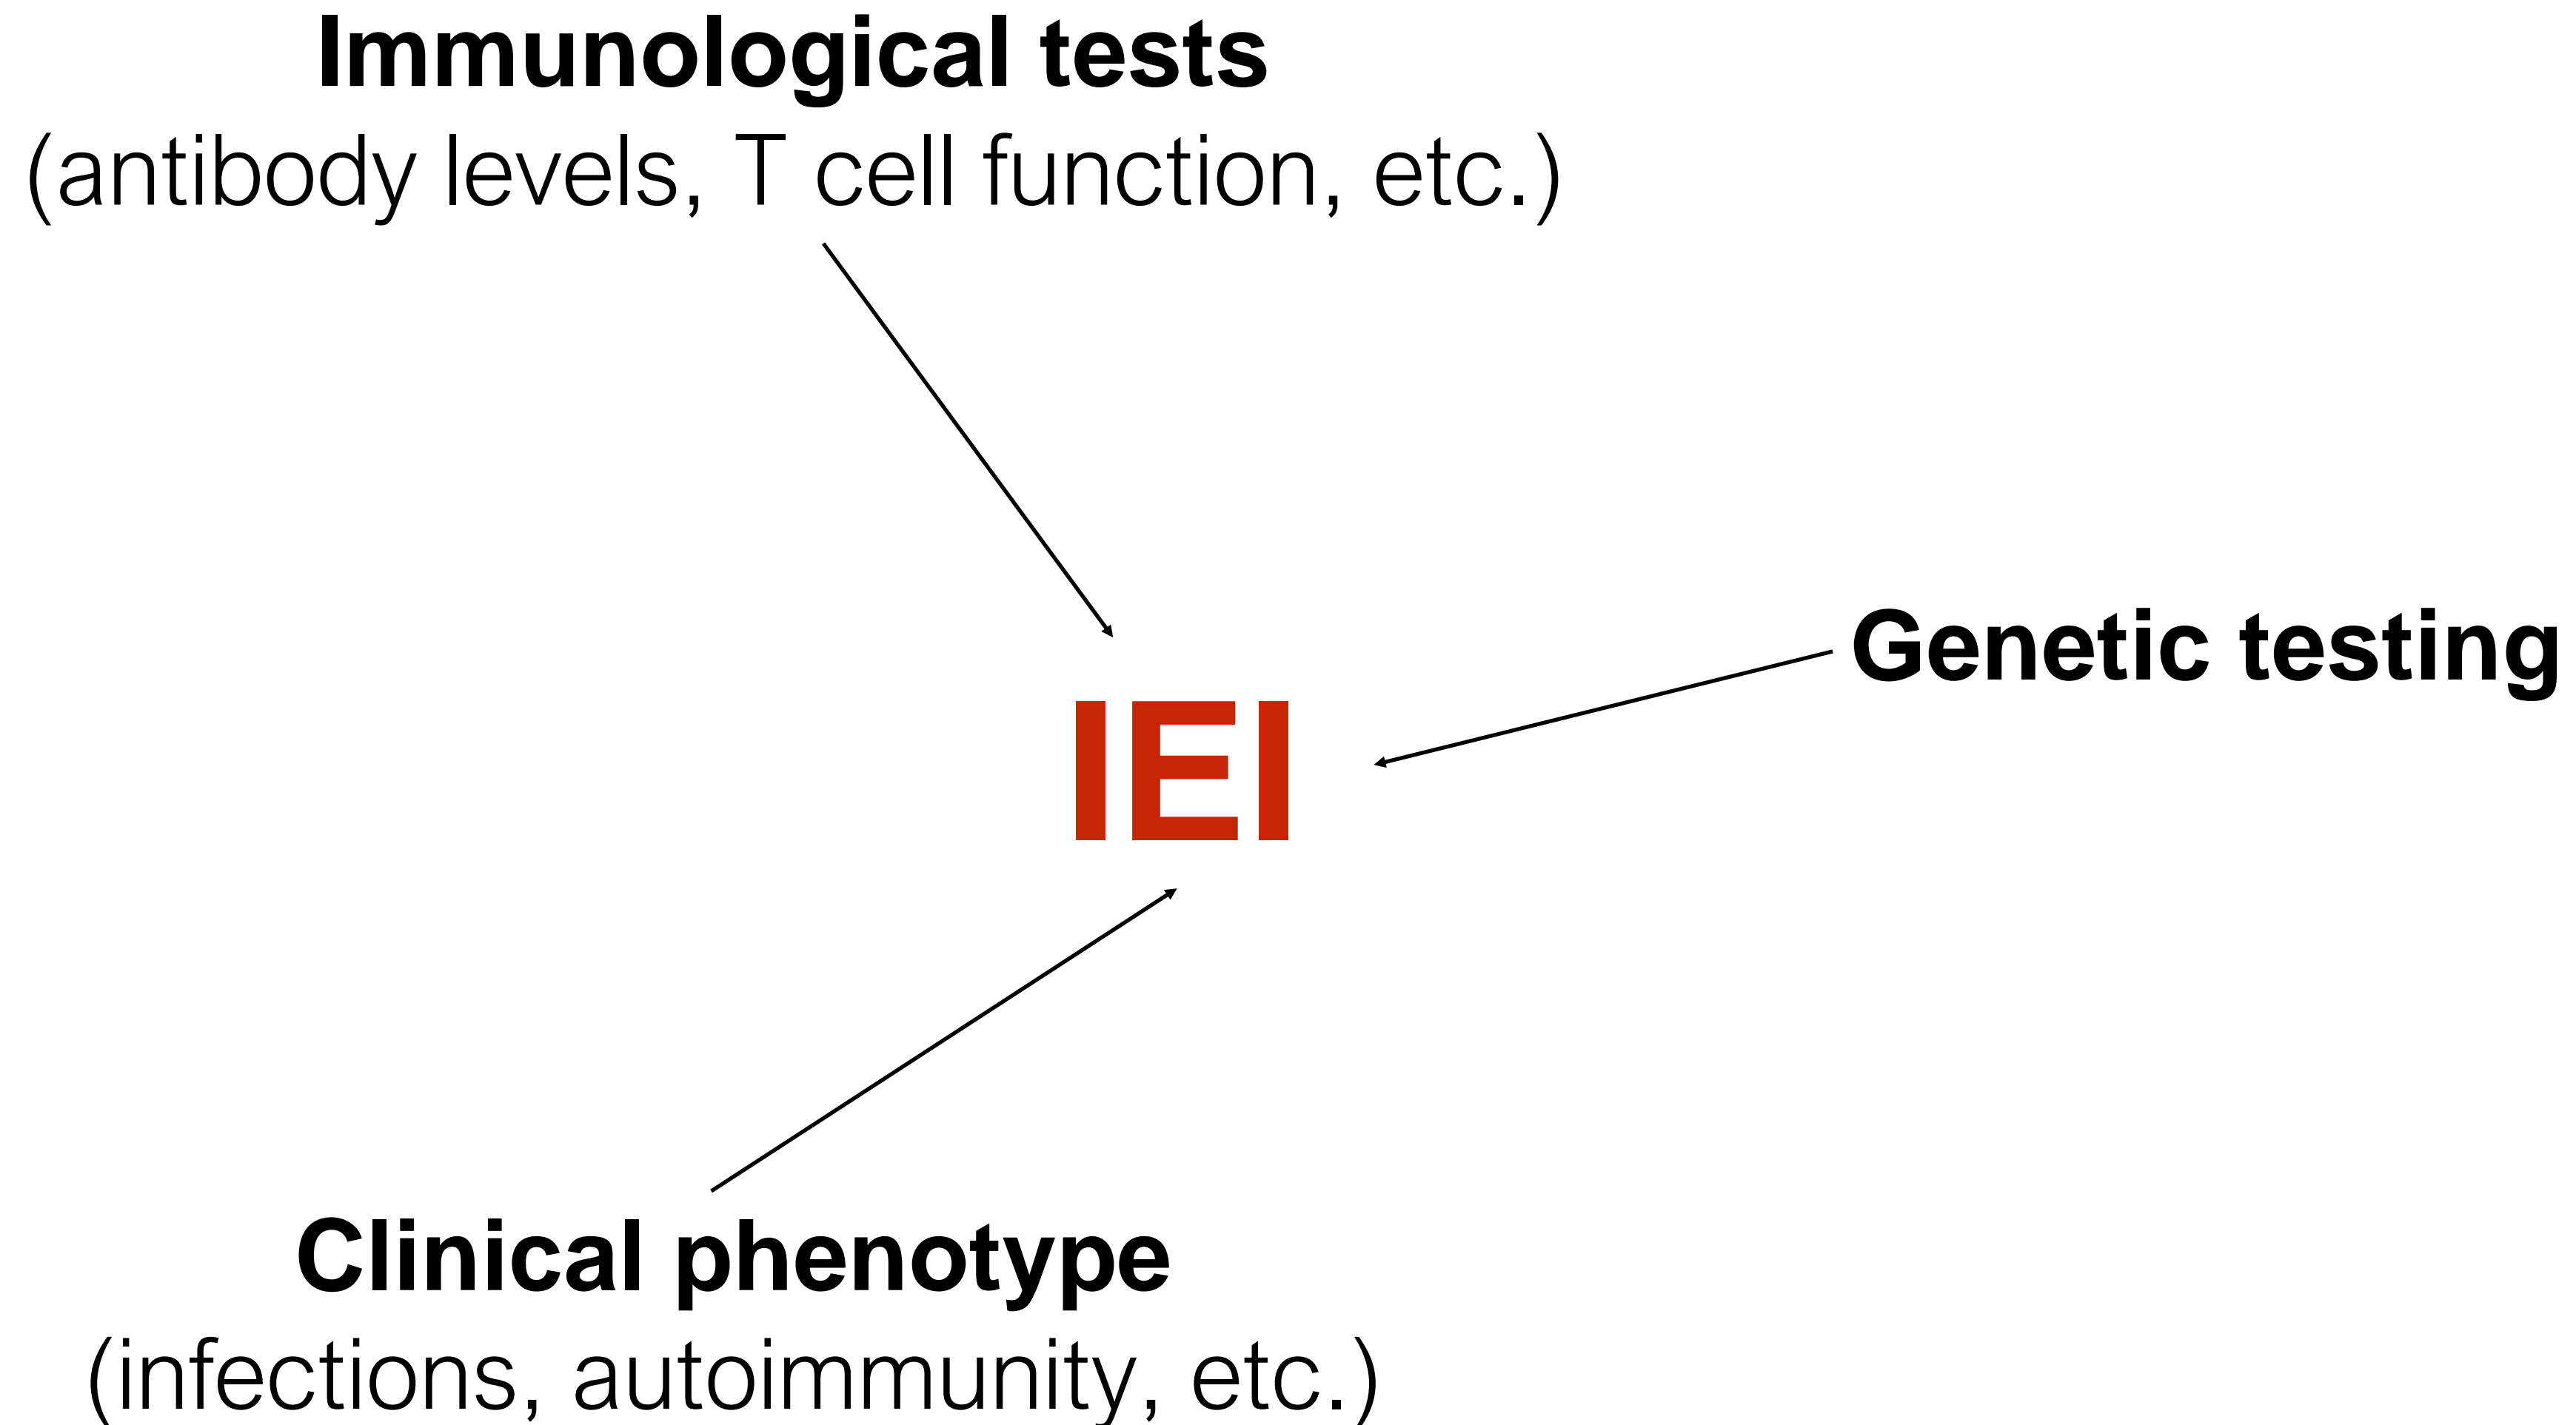 Immunological tests
(antibody levels, T cell function, etc.)
Genetic testing
IEI
Clinical phenotype
(infections, autoimmunity, etc.)